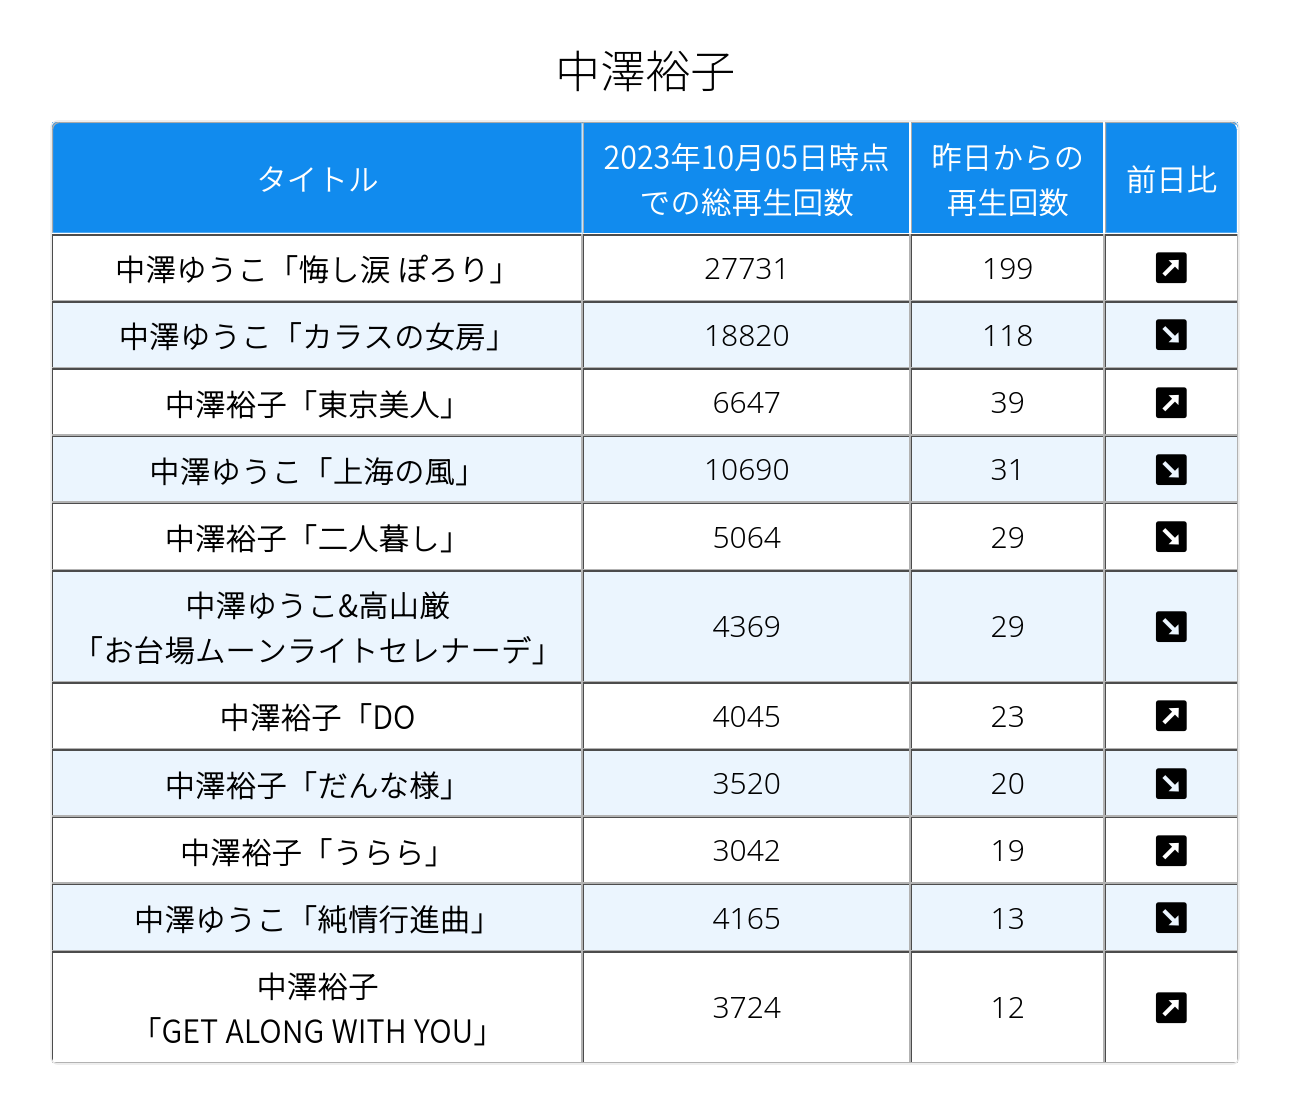 中澤裕子
タイトル
2023年10月05日時点
での総再生回数
昨日からの
再生回数
前日比
中澤ゆうこ「悔し涙 ぽろり」
27731
199
中澤ゆうこ「カラスの女房」
18820
118
中澤裕子「東京美人」
6647
39
中澤ゆうこ「上海の風」
10690
31
中澤裕子「二人暮し」
5064
29
中澤ゆうこ&高山厳
「お台場ムーンライトセレナーデ」
4369
29
中澤裕子「DO
4045
23
中澤裕子「だんな様」
3520
20
中澤裕子「うらら」
3042
19
中澤ゆうこ「純情行進曲」
4165
13
中澤裕子
「GET ALONG WITH YOU」
3724
12